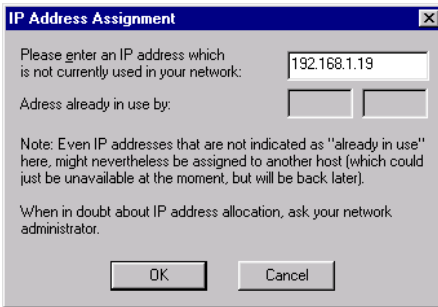 IP Address Assignment
Please enter an IP address which
is not currently used in your network:
192.168.1.19
Adress already in use by:
Note: Even IP addresses that are not indicated as "already in use"
here, might nevertheless be assigned to another host (which could
just be unavailable at the moment, but will be back later).
When in doubt about IP address allocation, ask your network
administrator.
OK
Cancel